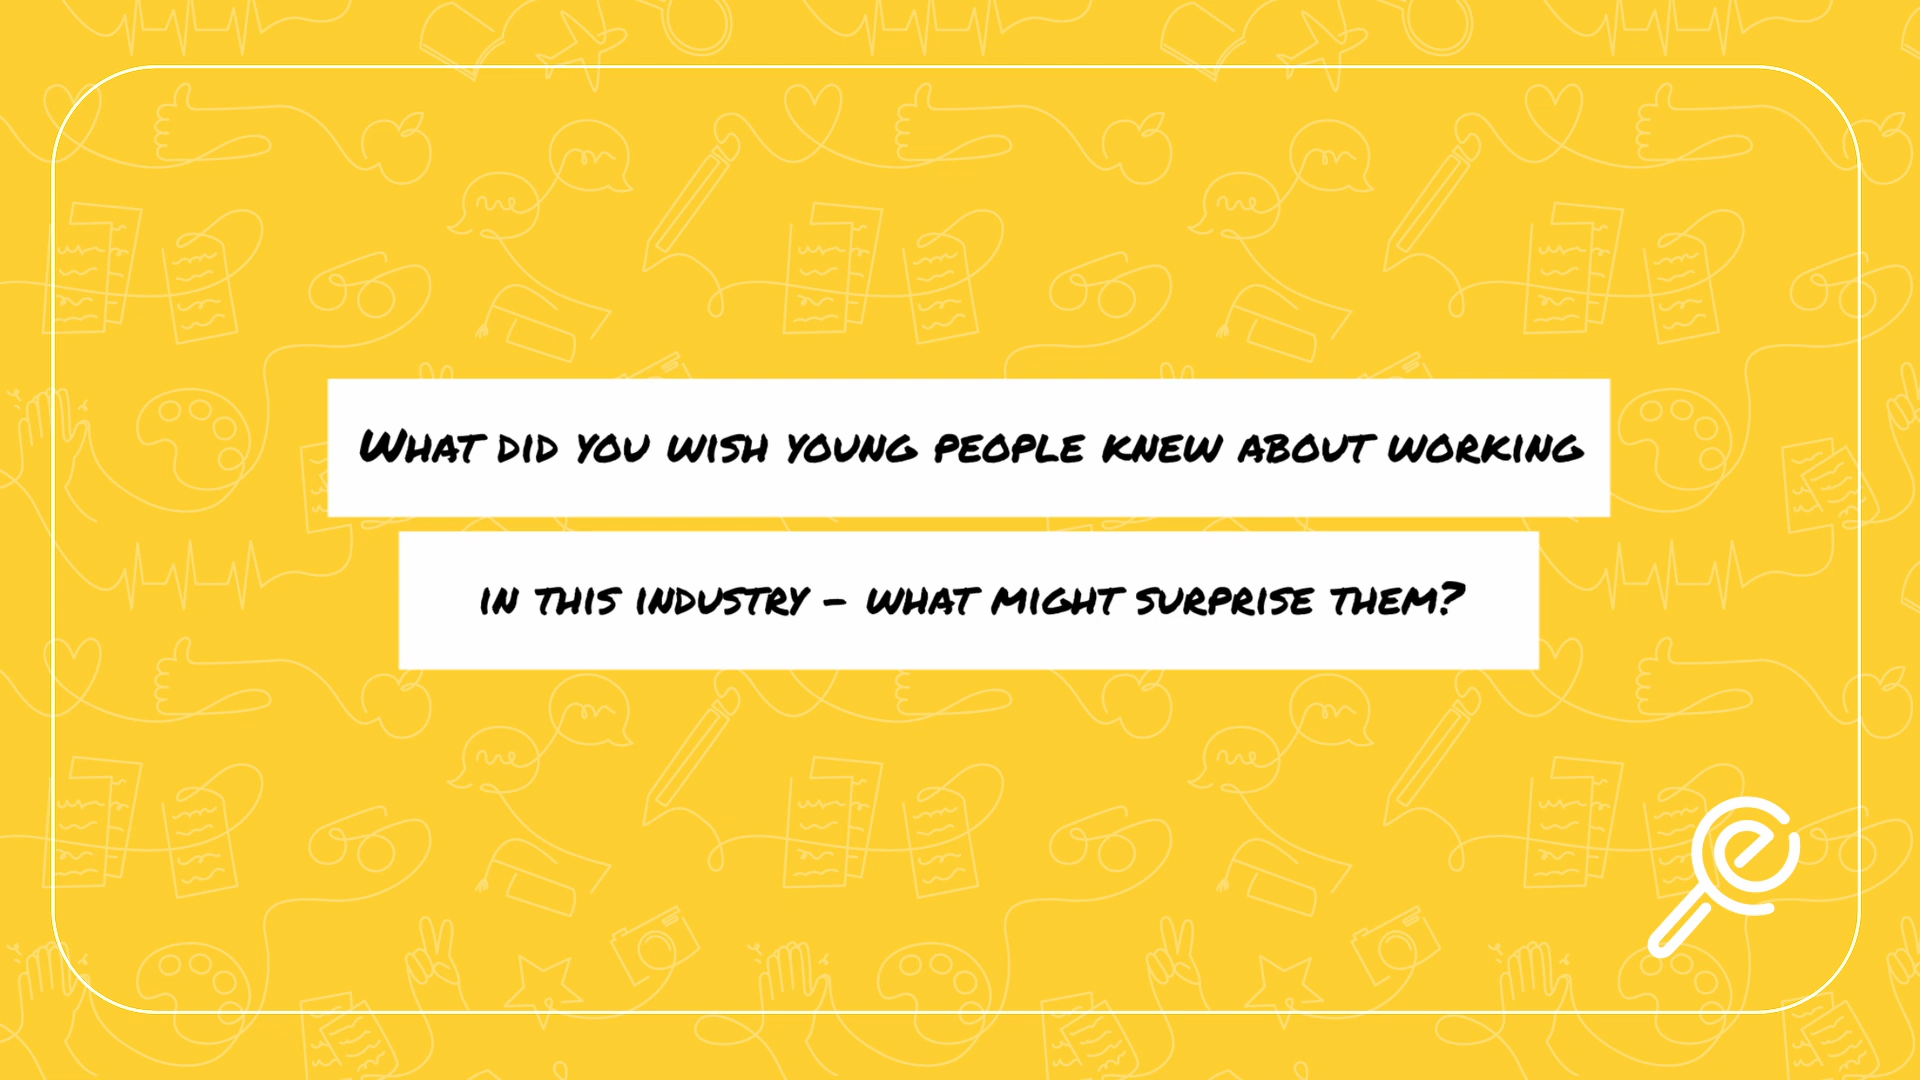 What did you wish young people knew about working
in this industry - what might surprise them?